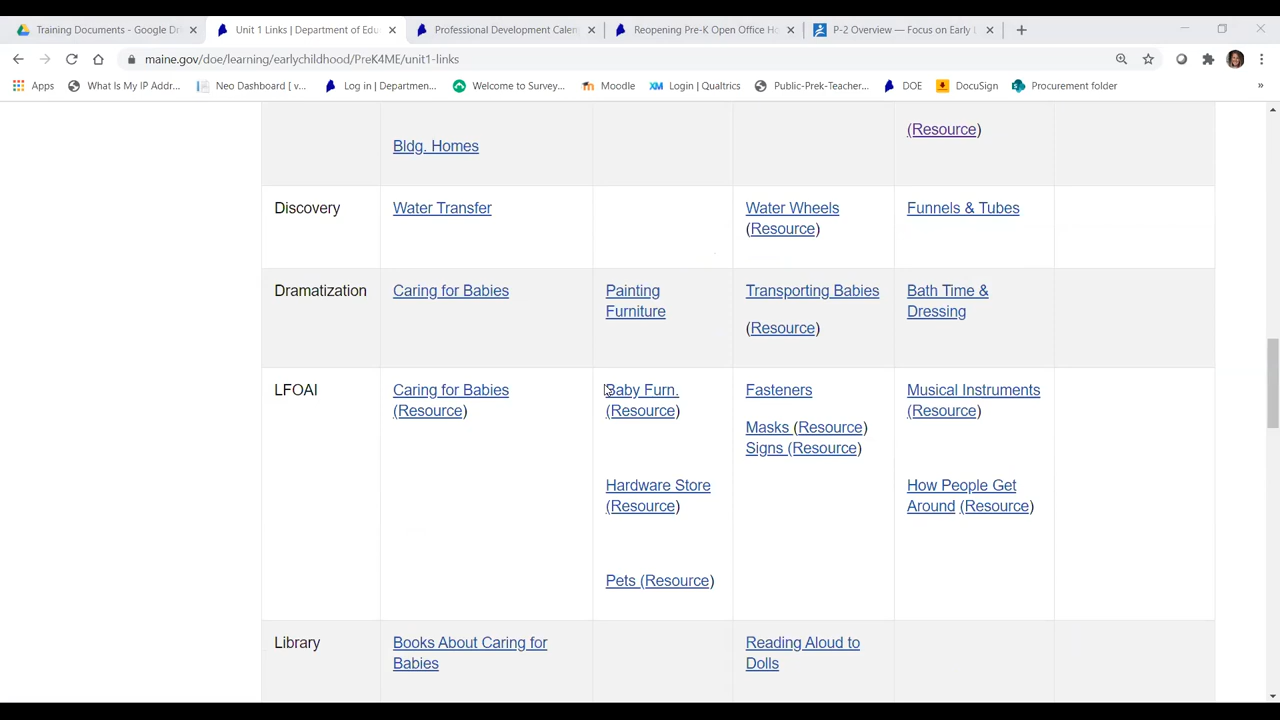 Training Documents - Google Dr
Unit 1 Links | Department of Edu
Professional Development Calen
Reopening Pre-K Open Office Ho
P-2 Overview — Focus on Early L
maine.gov/doe/learning/earlychildhood/PreK4ME/unit1-links
Apps
What Is My IP Addr...
Neo Dashboard [ v...
Log in | Departmen...
Welcome to Survey...
Moodle
Login | Qualtrics
Public-Prek-Teacher...
DOE
DocuSign
Procurement folder
»
(Resource)
Bldg. Homes
Discovery
Water Transfer
Water Wheels
(Resource)
Funnels & Tubes
Dramatization
Caring for Babies
Painting
Furniture
Transporting Babies
(Resource)
Bath Time &
Dressing
LFOAI
Caring for Babies
(Resource)
Baby Furn.
(Resource)
Hardware Store
(Resource)
Pets (Resource)
Fasteners
Masks (Resource)
Signs (Resource)
Musical Instruments
(Resource)
How People Get
Around (Resource)
Library
Books About Caring for
Babies
Reading Aloud to
Dolls